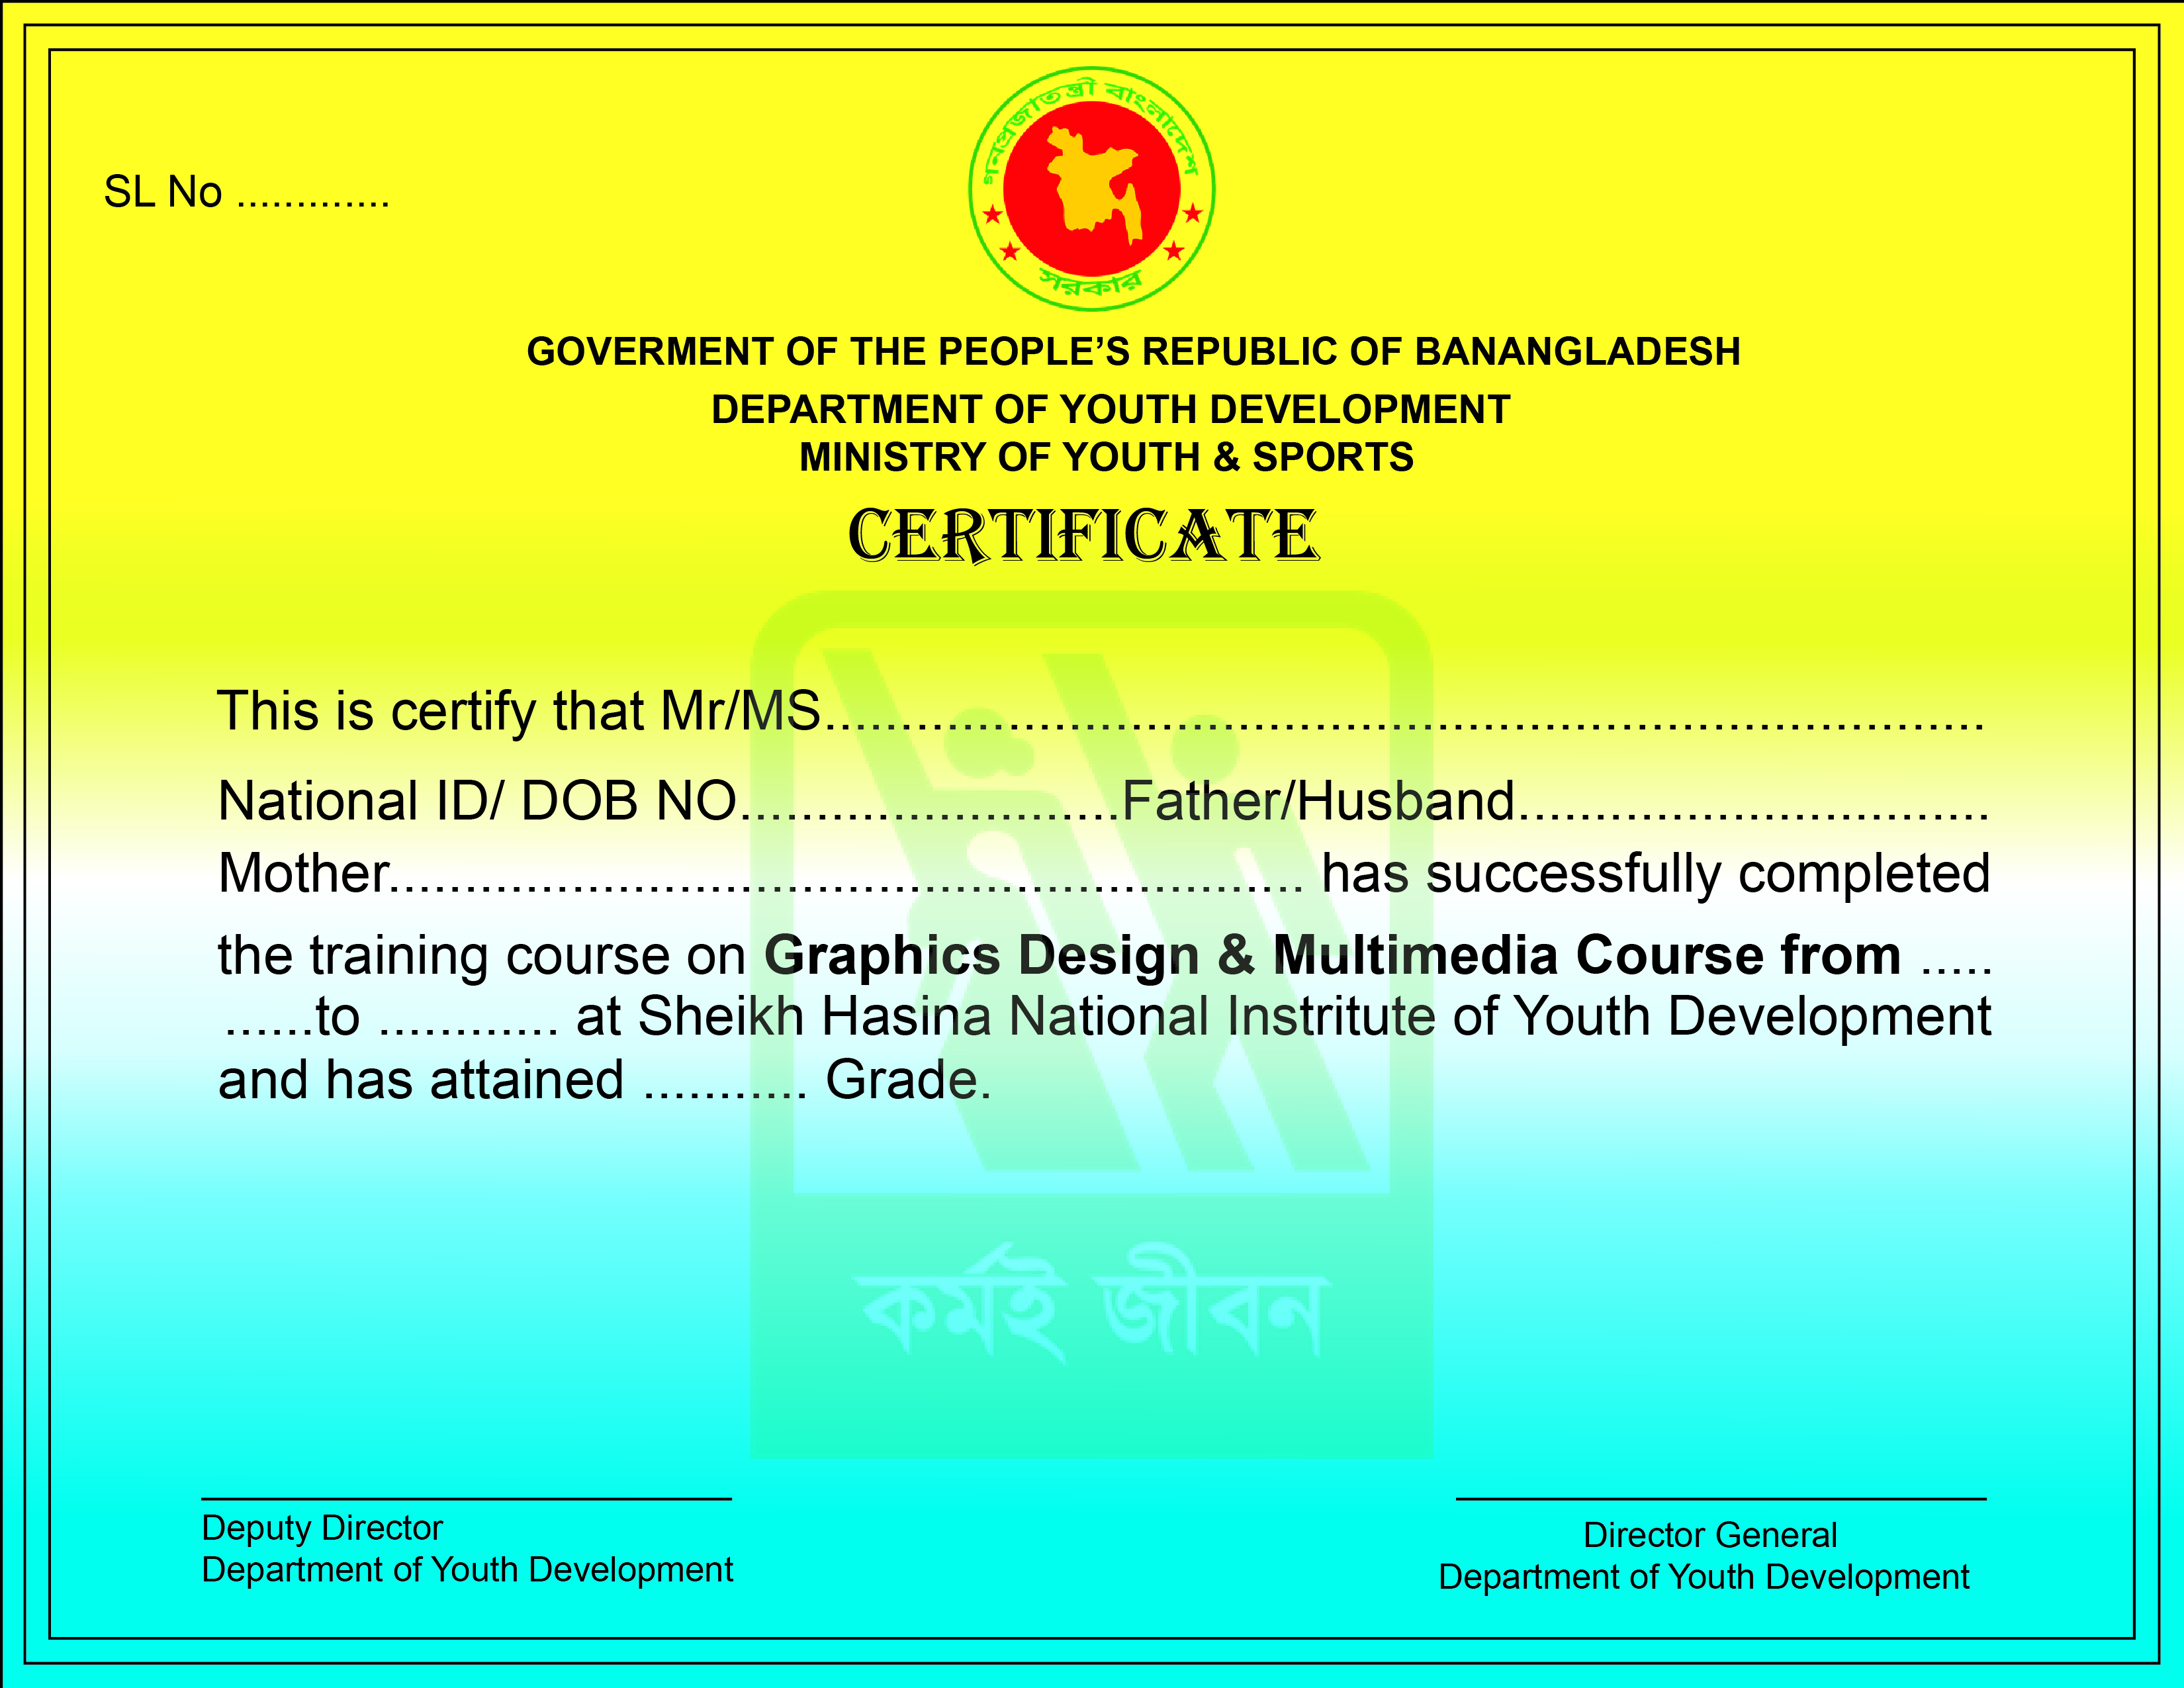 গনপ্রজাতন্ত্রী বাংলাদেশ
সরকার
SL No .............
GOVERMENT OF THE PEOPLE’S REPUBLIC OF BANANGLADESH
DEPARTMENT OF YOUTH DEVELOPMENT
MINISTRY OF YOUTH & SPORTS
CERTIFICATE
This is certify that Mr/MS...........................................................................
National ID/ DOB NO.........................Father/Husband...............................
Mother............................................................ has successfully completed
the training course on Graphics Design & Multimedia Course from .....
......to ............ at Sheikh Hasina National Instritute of Youth Development
and has attained ........... Grade.
কর্মই জীবন
Deputy Director
Department of Youth Development
Director General
Department of Youth Development